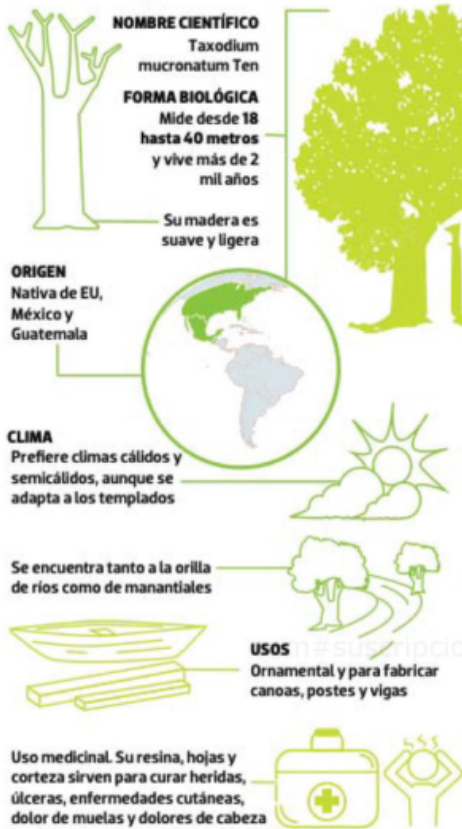 NOMBRE CIENTÍFICO
Taxodium
mucronatum Ten
FORMA BIOLÓGICA
Mide desde 18
hasta 40 metros
y vive más de 2
mil años
Su madera es
suave y ligera
ORIGEN
Nativa de EU,
México y
Guatemala
CLIMA
Prefiere climas cálidos y
semicálidos, aunque se
adapta a los templados
Se encuentra tanto a la orilla
de ríos como de manantiales
m#suscripcio
USOS
Ornamental y para fabricar
canoas, postes y vigas
Uso medicinal. Su resina, hojas y
corteza sirven para curar heridas,
úlceras, enfermedades cutáneas,
dolor de muelas y dolores de cabeza